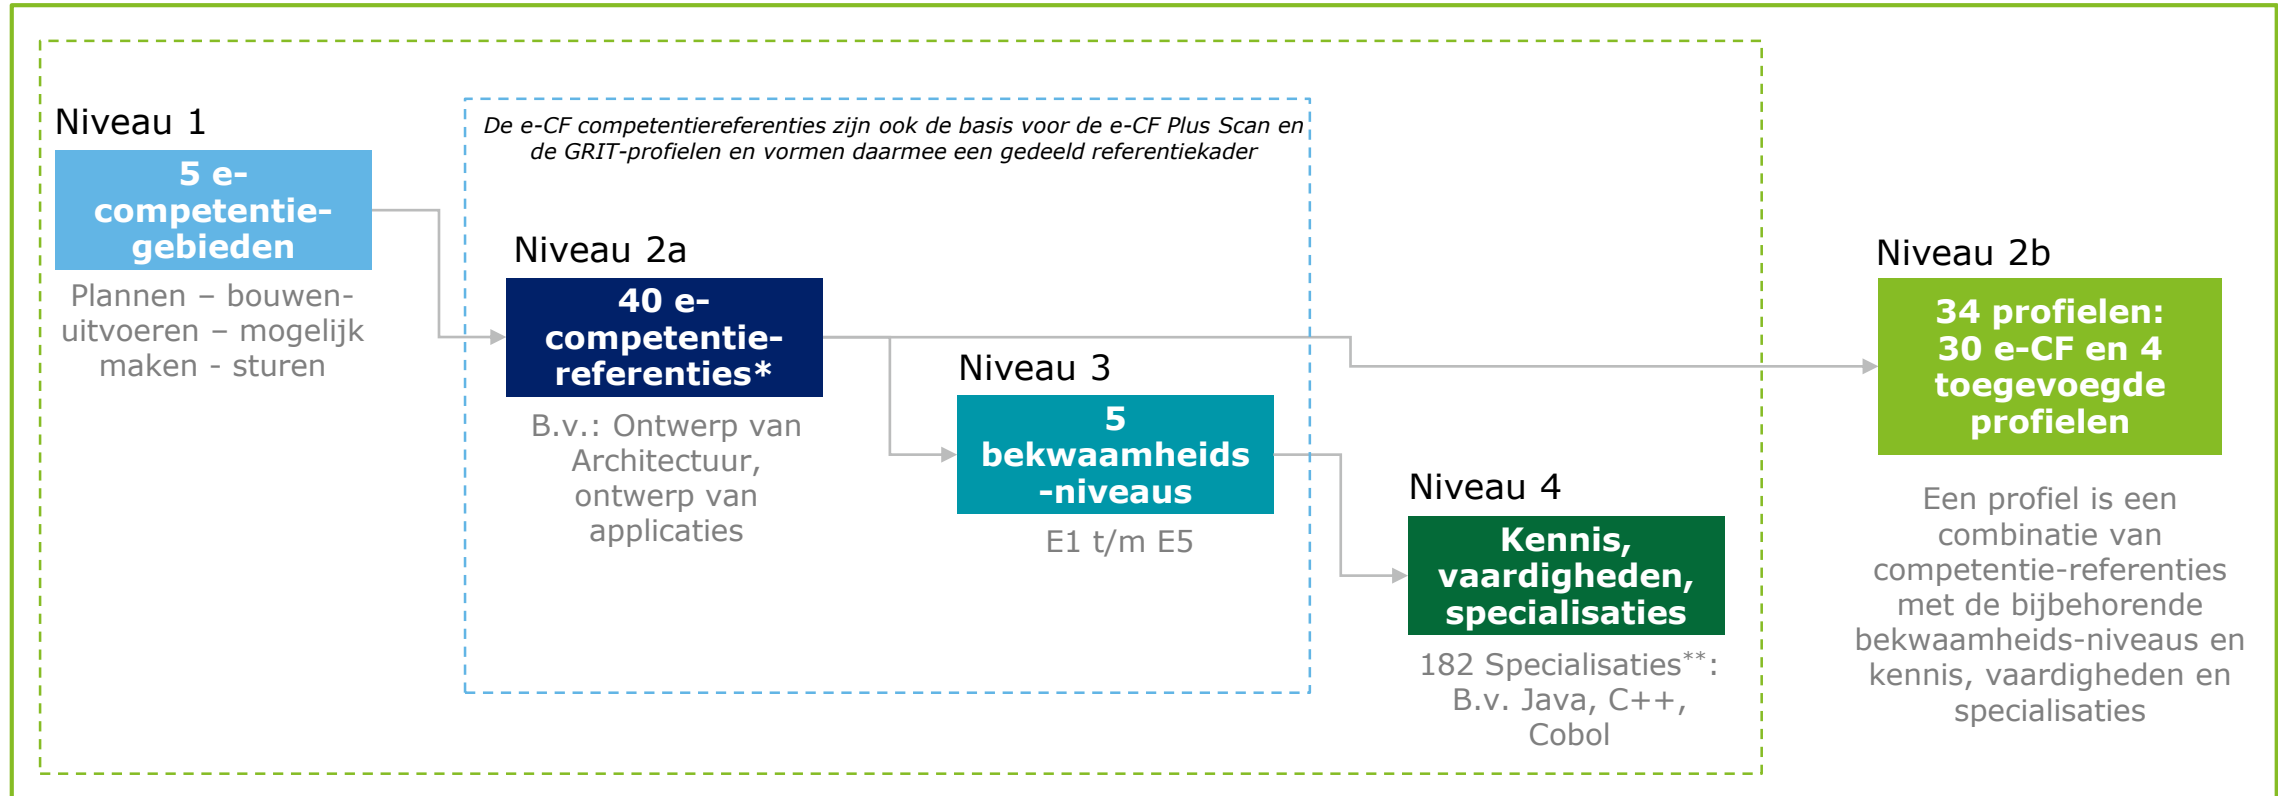 Niveau 1
5 e-
competentie-
gebieden
Plannen – bouwen-
uitvoeren – mogelijk
maken - sturen
De e-CF competentiereferenties zijn ook de basis voor de e-CF Plus Scan en
de GRIT-profielen en vormen daarmee een gedeeld referentiekader
Niveau 2a
40 e-
competentie-
referenties*
B.v.: Ontwerp van
Architectuur,
ontwerp van
applicaties
Niveau 3
5
bekwaamheids
-niveaus
E1 t/m E5
Niveau 4
Kennis,
vaardigheden,
specialisaties
182 Specialisaties**:
B.v. Java, C++,
Cobol
Niveau 2b
34 profielen:
30 e-CF en 4
toegevoegde
profielen
Een profiel is een
combinatie van
competentie-referenties
met de bijbehorende
bekwaamheids-niveaus en
kennis, vaardigheden en
specialisaties